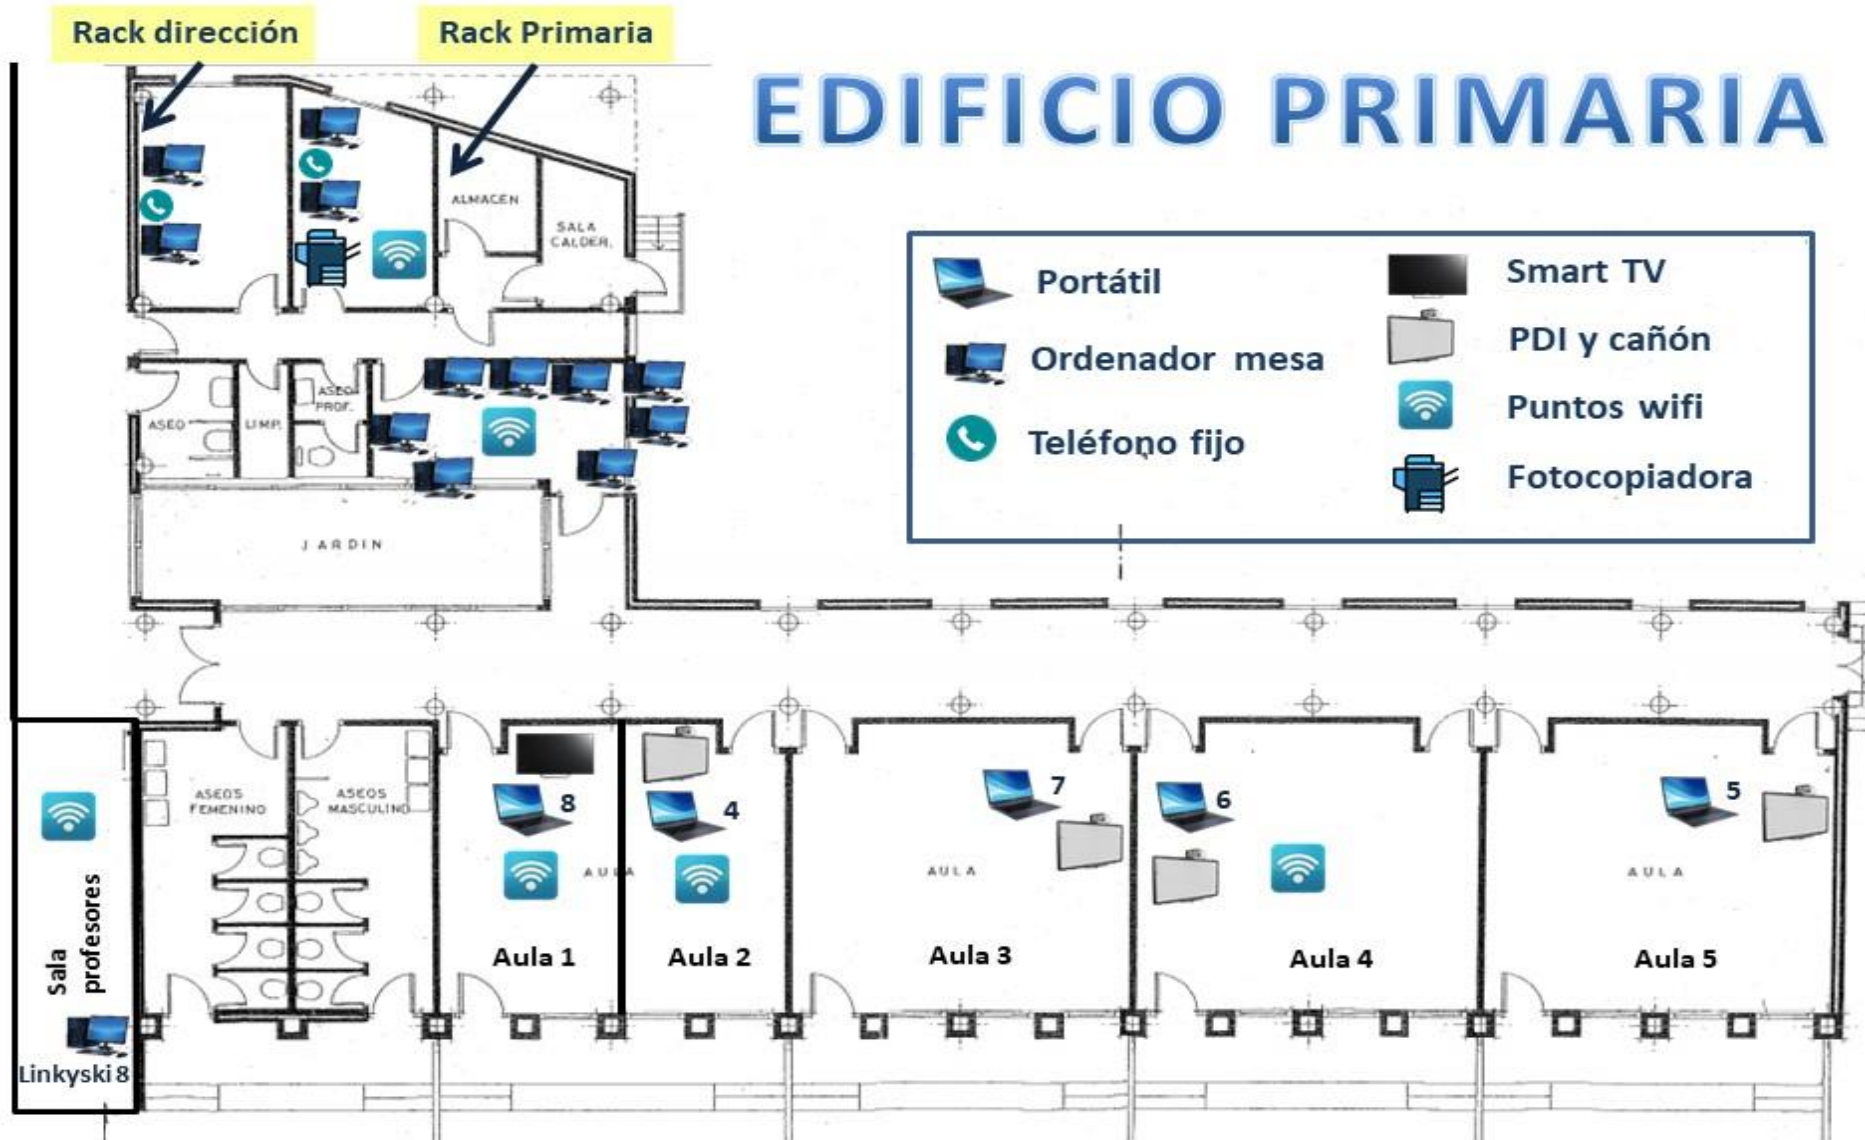 Rack dirección
Rack Primaria
EDIFICIO PRIMARIA
ALMACEN
SALA
CALDER.
Portátil
Ordenador mesa
Teléfono fijo
Smart TV
PDI y cañón
Puntos wifi
Fotocopiadora
ASEO
LIMP.
ASEO
PROF.
JARDIN
ASEOS
FEMENINO
ASEOS
MASCULINO
8
4
7
6
5
AULA
AULA
AULA
Aula 1
Aula 2
Aula 3
Aula 4
Aula 5
Sala
profesores
Linkyski 8